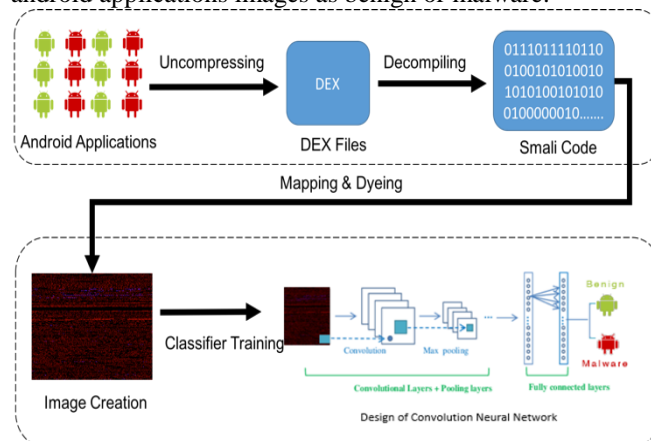 android applications images as benign or malware.
Uncompressing
DEX
Decompiling
0111011110110
0100101010010
1010100101010
0100000010.......
Android Applications
DEX Files
Smali Code
Mapping & Dyeing
Classifier Training
Image Creation
Convolution
Max pooling
Benign
Malware
Convolutional Layers + Pooling layers
Fully connected layers
Design of Convolution Neural Network